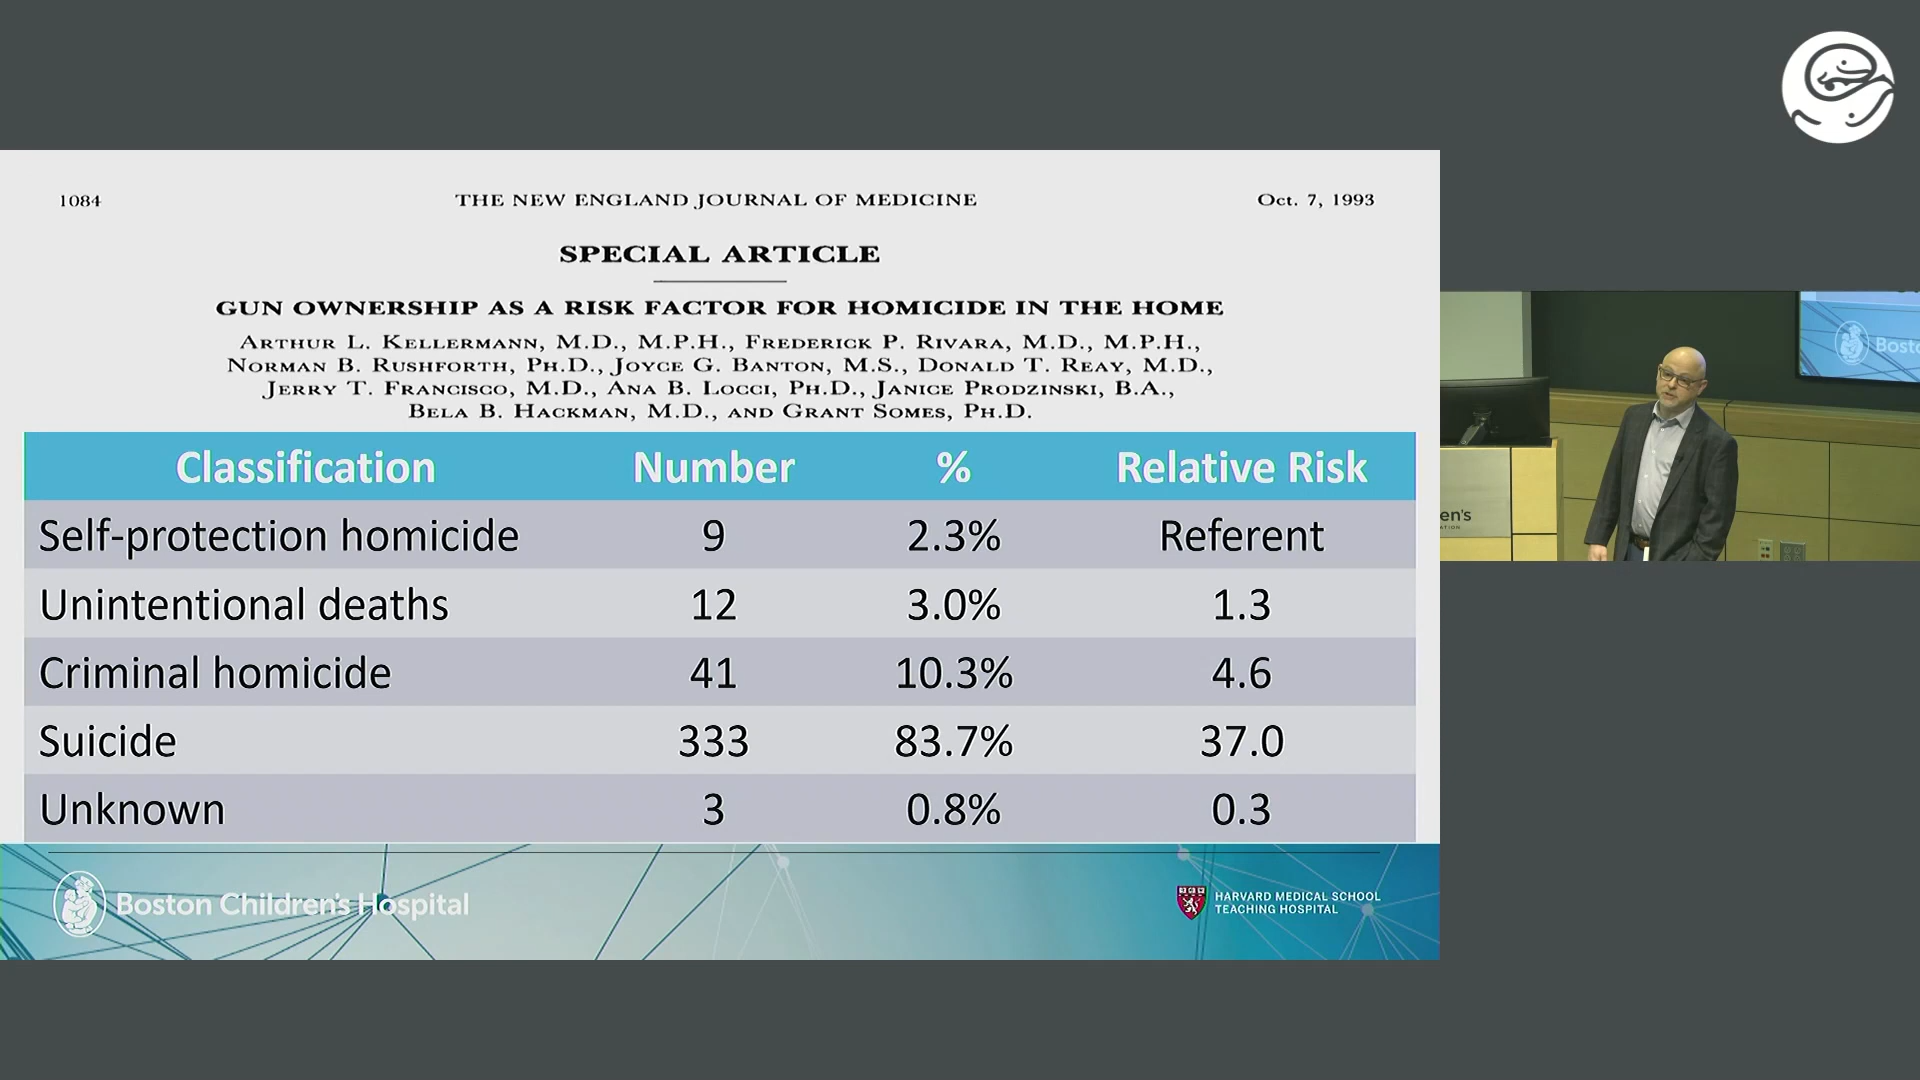 1084 THE NEW ENGLAND JOURNAL OF MEDICINE Oct. 7, 1993
SPECIAL ARTICLE
GUN OWNERSHIP AS A RISK FACTOR FOR HOMICIDE IN THE HOME
ARTHUR L. KELLERMANN, M.D., M.P.H., FREDERICK P. RIVARA, M.D., M.P.H.,
NORMAN B. RUSHFORTH, PH.D., JOYCE G. BANTON, M.S., DONALD T. REAY, M.D.,
JERRY T. FRANCISCO, M.D., ANA B. LOCCI, PH.D., JANICE PRODZINSKI, B.A.,
BELA B. HACKMAN, M.D., AND GRANT SOMES, PH.D.
Classification Number % Relative Risk
Self-protection homicide 9 2.3% Referent
Unintentional deaths 12 3.0% 1.3
Criminal homicide 41 10.3% 4.6
Suicide 333 83.7% 37.0
Unknown 3 0.8% 0.3
Boston Children's Hospital
HARVARD MEDICAL SCHOOL
TEACHING HOSPITAL
en's
Bosto